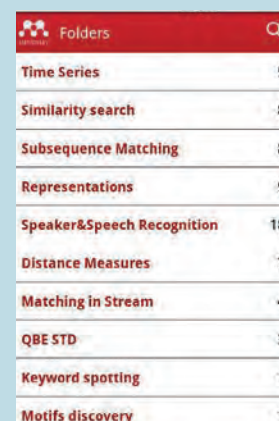 Folders
Time Series
Similarity search
Subsequence Matching
Representations
Speaker&Speech Recognition
Distance Measures
Matching in Stream
QBE STD
Keyword spotting
Motifs discovery